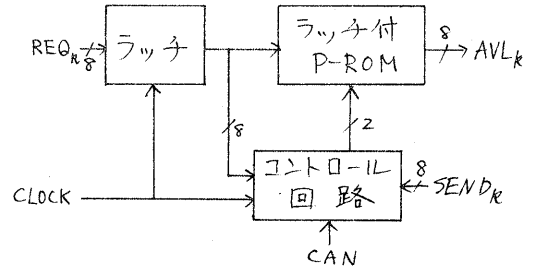 REQk
8
ラッチ
ラッチ付
P-ROM
8
AVLk
8
2
コントロール
回路
8
SENDk
CLOCK
CAN